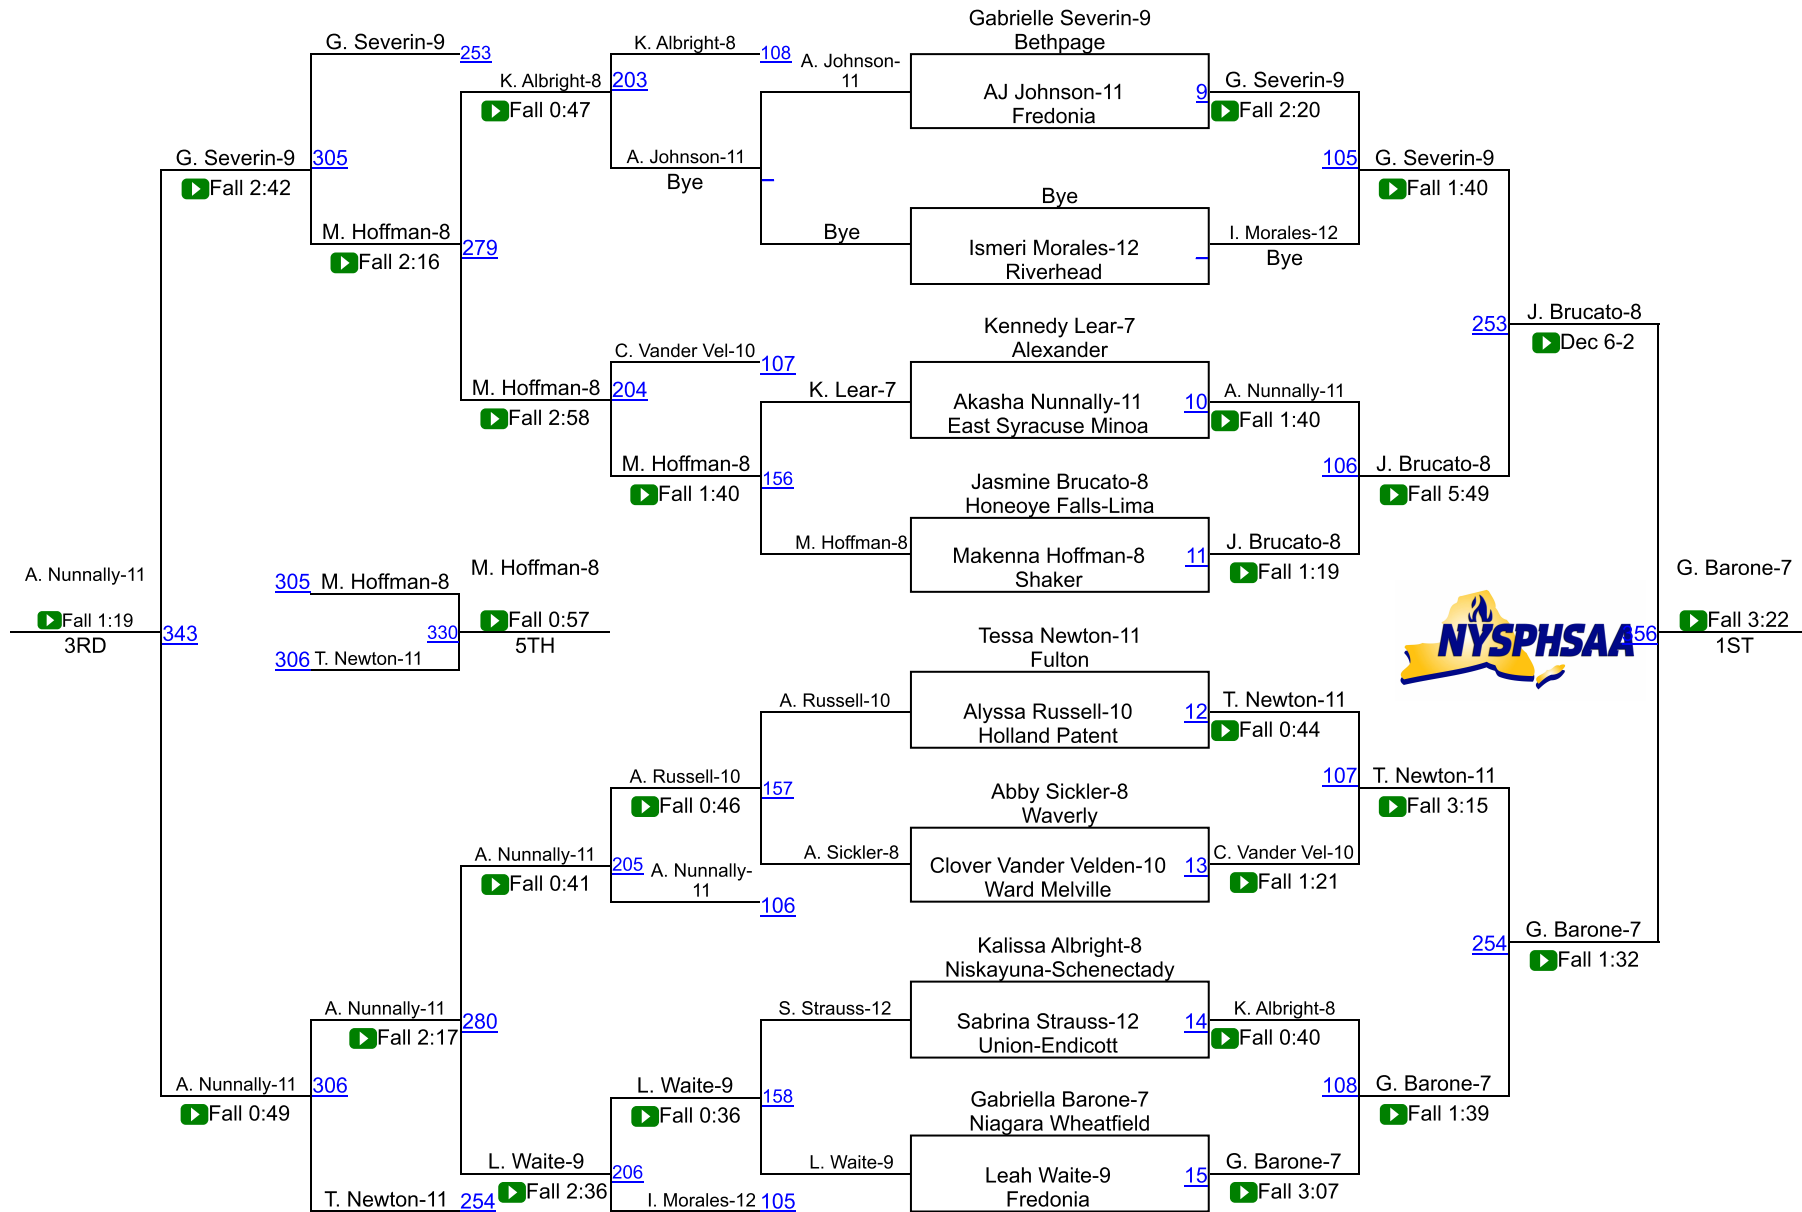 Gabrielle Severin-9
Bethpage
G. Severin-9
253
K. Albright-8
108
A. Johnson-
11
K. Albright-8
203
Fall 0:47
AJ Johnson-11
Fredonia
9
G. Severin-9
Fall 2:20
G. Severin-9
305
Fall 2:42
A. Johnson-11
Bye
105
G. Severin-9
Fall 1:40
Bye
M. Hoffman-8
279
Fall 2:16
Bye
Ismeri Morales-12
Riverhead
I. Morales-12
Bye
J. Brucato-8
253
Dec 6-2
Kennedy Lear-7
Alexander
C. Vander Vel-10
107
M. Hoffman-8
204
Fall 2:58
K. Lear-7
Akasha Nunnally-11
East Syracuse Minoa
10
A. Nunnally-11
Fall 1:40
M. Hoffman-8
156
Fall 1:40
106
J. Brucato-8
Fall 5:49
Jasmine Brucato-8
Honeoye Falls-Lima
M. Hoffman-8
Makenna Hoffman-8
Shaker
11
J. Brucato-8
Fall 1:19
A. Nunnally-11
Fall 1:19
3RD
343
305
M. Hoffman-8
M. Hoffman-8
330
Fall 0:57
5TH
306
T. Newton-11
NYSPHSAA
G. Barone-7
Fall 3:22
1ST
Tessa Newton-11
Fulton
A. Russell-10
Alyssa Russell-10
Holland Patent
12
T. Newton-11
Fall 0:44
A. Russell-10
157
Fall 0:46
107
T. Newton-11
Fall 3:15
Abby Sickler-8
Waverly
A. Nunnally-11
205
Fall 0:41
A. Nunnally-
11
106
A. Sickler-8
Clover Vander Velden-10
Ward Melville
13
C. Vander Vel-10
Fall 1:21
254
G. Barone-7
Fall 1:32
Kalissa Albright-8
Niskayuna-Schenectady
A. Nunnally-11
280
Fall 2:17
S. Strauss-12
Sabrina Strauss-12
Union-Endicott
14
K. Albright-8
Fall 0:40
A. Nunnally-11
306
Fall 0:49
L. Waite-9
158
Fall 0:36
108
G. Barone-7
Fall 1:39
Gabriella Barone-7
Niagara Wheatfield
L. Waite-9
206
Fall 2:36
L. Waite-9
Leah Waite-9
Fredonia
15
G. Barone-7
Fall 3:07
T. Newton-11
254
I. Morales-12
105